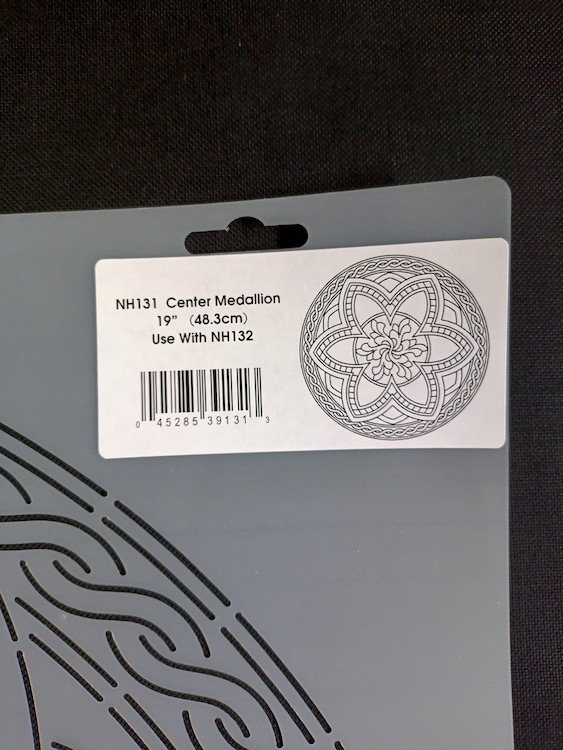 NH131 Center Medallion
19” (48.3cm)
Use With NH132
0 45285 39131 3